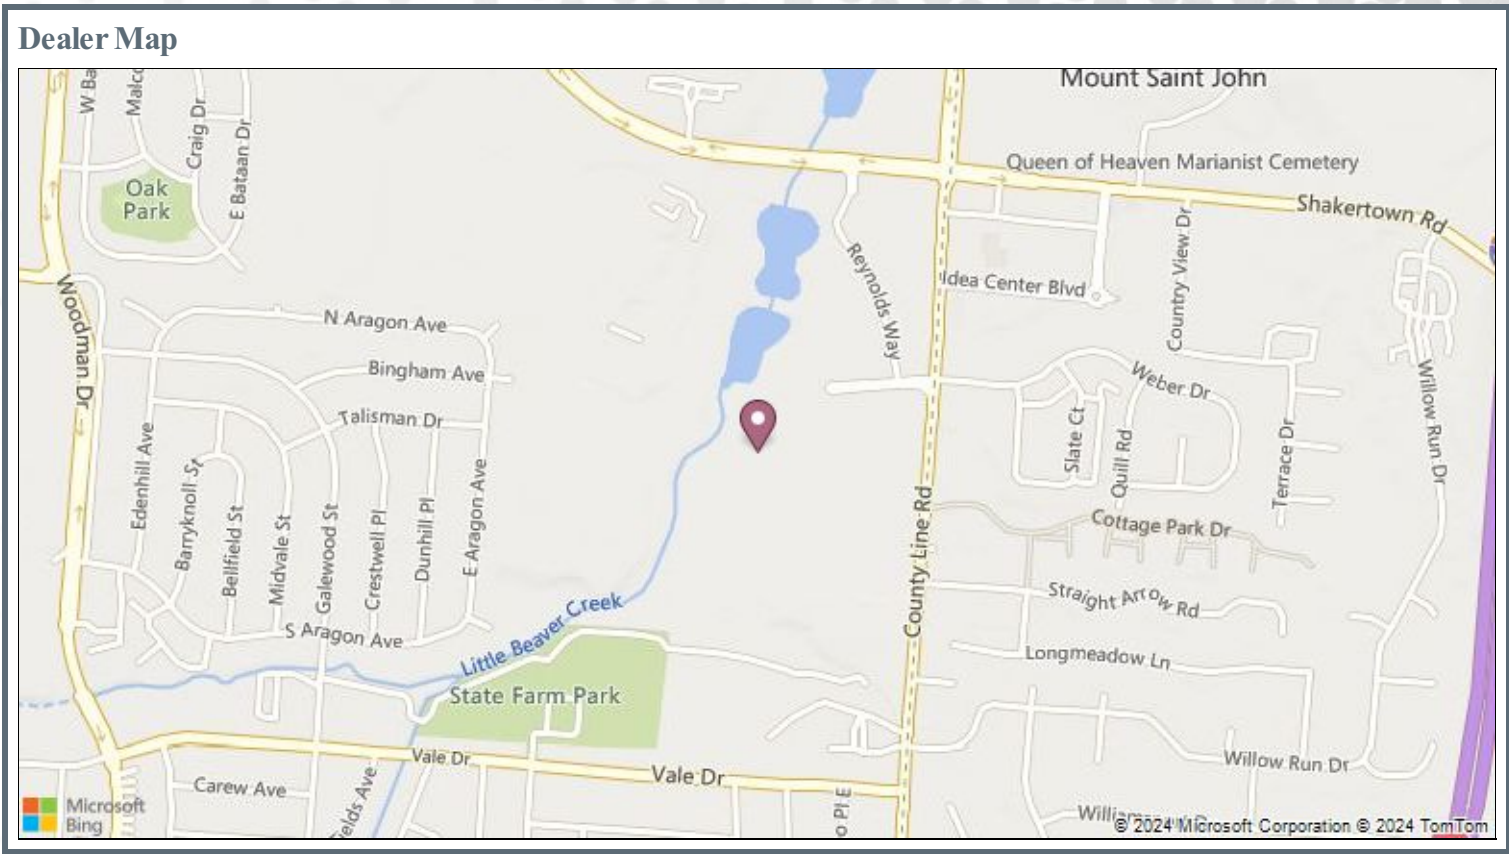 Dealer Map
Mount Saint John
Craig Dr
E Bataan Dr
Oak
Park
Queen of Heaven Marianist Cemetery
Shakertown Rd
Woodman Dr
Reynolds Way
Idea Center Blvd
Country View Dr
N Aragon Ave
Bingham Ave
Talisman Dr
Weber Dr
Willow Run Dr
Edenhill Ave
Barryknoll St
Bellfield St
Midvale St
Galewood St
Crestwell Pl
Dunhill Pl
E Aragon Ave
Slate Ct
Quill Rd
Terrace Dr
County Line Rd
Cottage Park Dr
Straight Arrow Rd
S Aragon Ave
Little Beaver Creek
Longmeadow Ln
State Farm Park
Vale Dr
Vale Dr
Willow Run Dr
Carew Ave
Microsoft
Bing
© 2024 Microsoft Corporation © 2024 TomTom